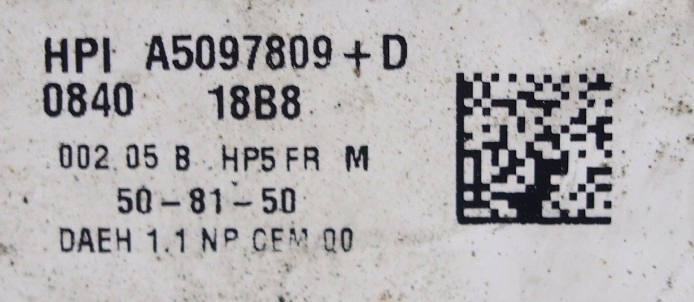 HPI A5097809+D
0840 18B8
002 05 B HP5 FR M
50-81-50
DAEH 1.1 NP CEM 00